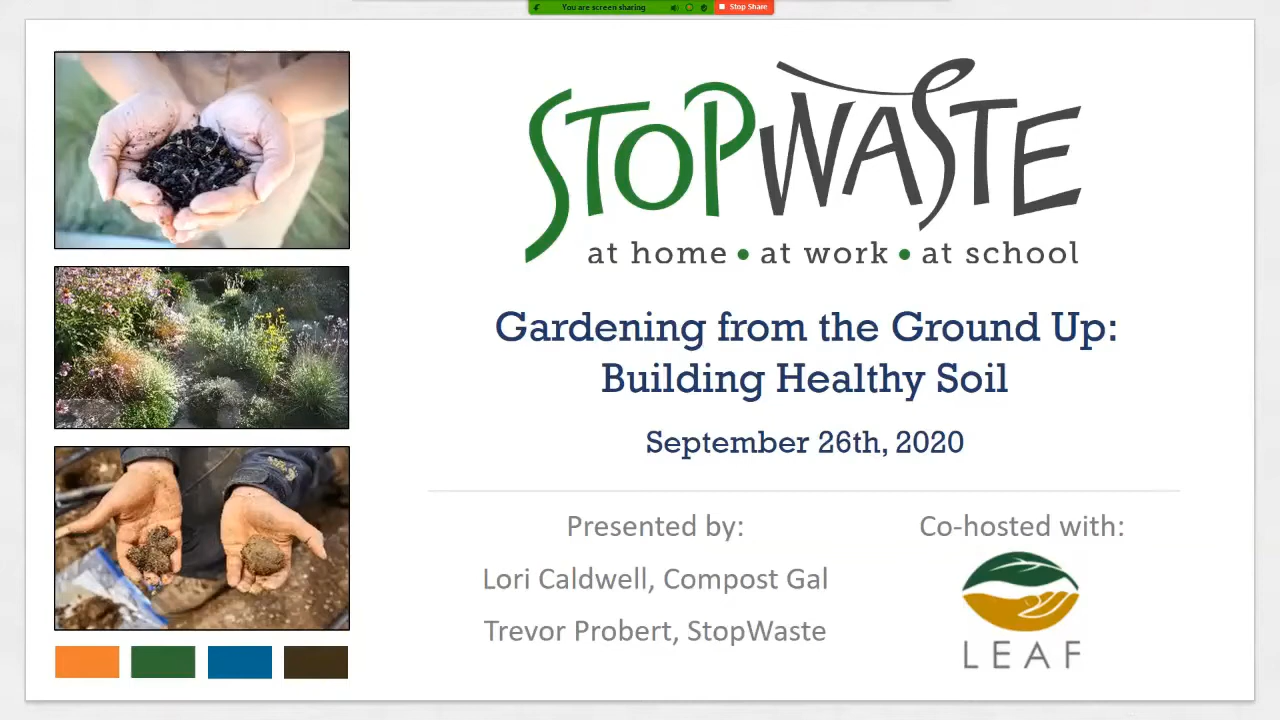 You are screen sharing
Stop Share
STOPWASTE
at home • at work • at school
Gardening from the Ground Up:
Building Healthy Soil
September 26th, 2020
Presented by:
Lori Caldwell, Compost Gal
Trevor Probert, StopWaste
Co-hosted with:
LEAF